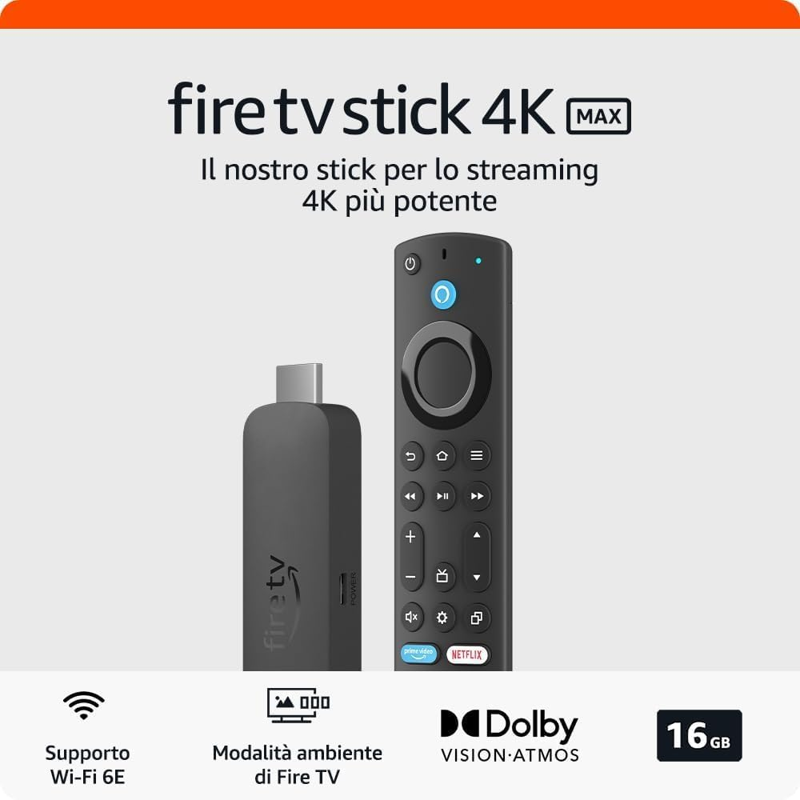 fire tv stick 4K MAX
Il nostro stick per lo streaming
4K più potente
fire tv
POWER
prime video
NETFLIX
Supporto
Wi-Fi 6E
Modalità ambiente
di Fire TV
Dolby
VISION·ATMOS
16 GB